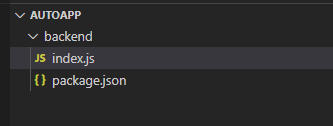 AUTOAPP
backend
JS index.js
{} package.json